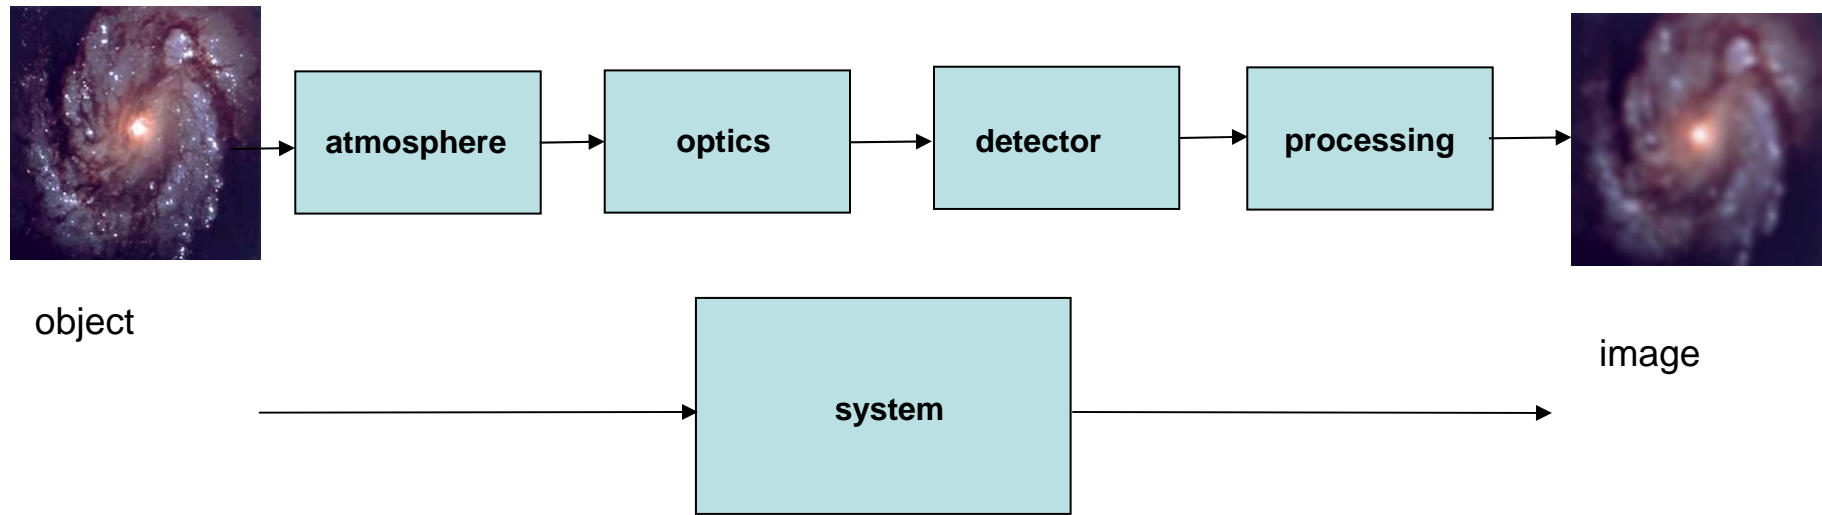 atmosphere
optics
detector
processing
object
image
system